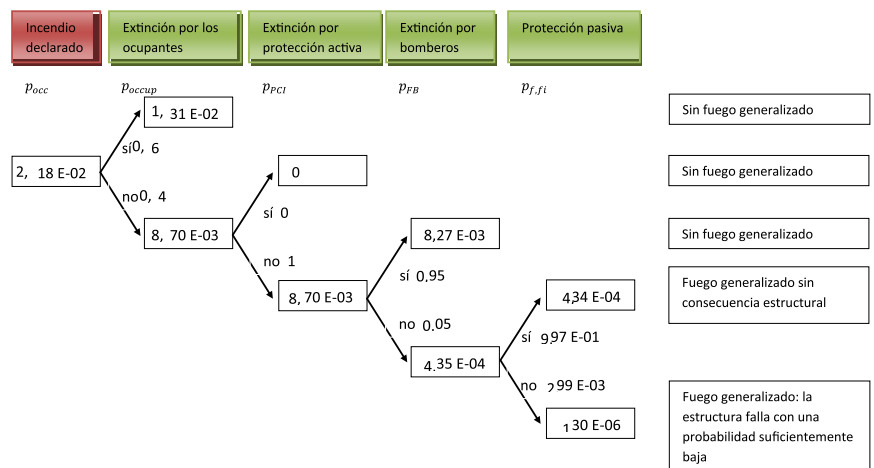 Incendio
declarado
Extinción por los
ocupantes
Extinción por
protección activa
Extinción por
bomberos
Protección pasiva
p_occ
p_occup
p_PCI
p_FB
p_f,fi
1, 31 E-02
Sin fuego generalizado
sí0, 6
2, 18 E-02
0
Sin fuego generalizado
no0, 4
sí 0
8, 70 E-03
8,27 E-03
Sin fuego generalizado
no 1
sí 0,95
Fuego generalizado sin
consecuencia estructural
8, 70 E-03
4,34 E-04
no 0.05
sí 9,97 E-01
4.35 E-04
no 299 E-03
130 E-06
Fuego generalizado: la
estructura falla con una
probabilidad suficientemente
baja